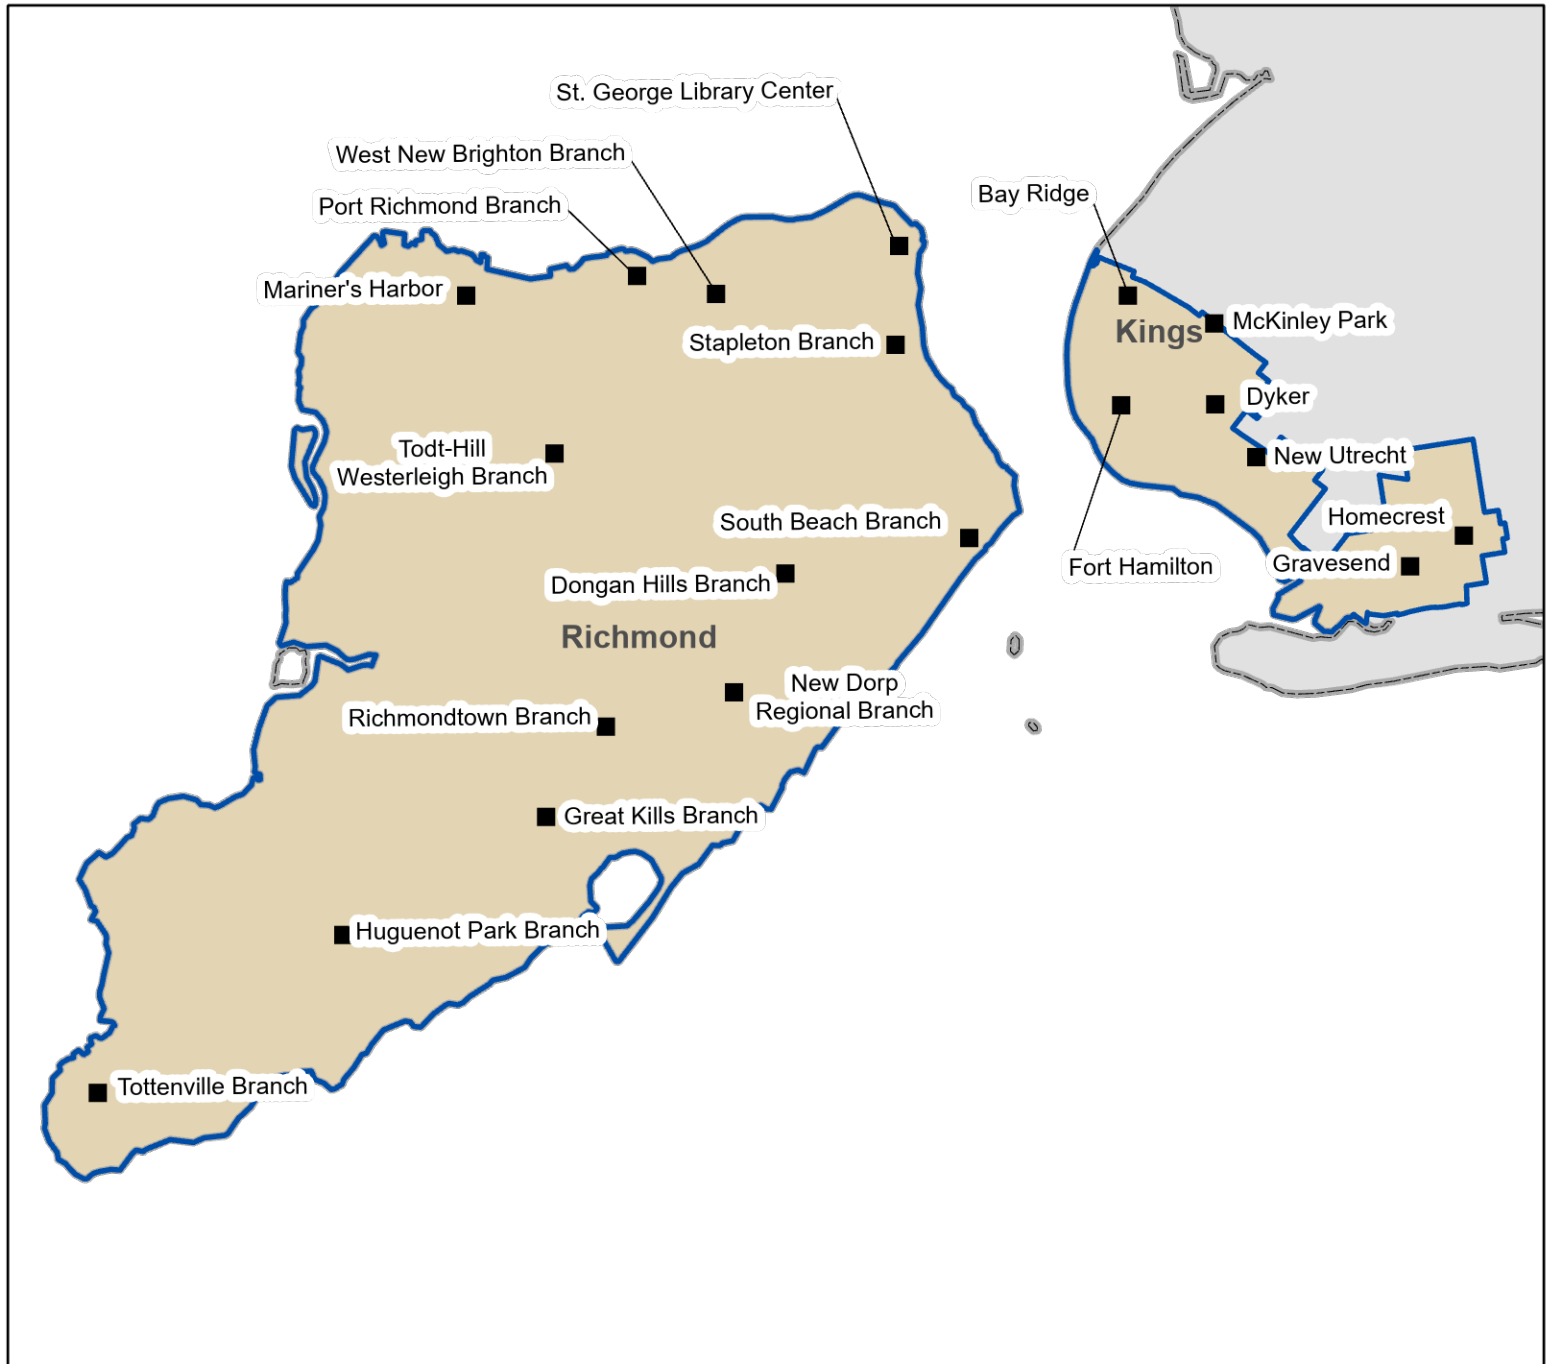 St. George Library Center
West New Brighton Branch
Bay Ridge
Port Richmond Branch
Mariner's Harbor
McKinley Park
Kings
Stapleton Branch
Dyker
Todt-Hill
Westerleigh Branch
New Utrecht
South Beach Branch
Homecrest
Gravesend
Fort Hamilton
Dongan Hills Branch
Richmond
New Dorp
Regional Branch
Richmondtown Branch
Great Kills Branch
Huguenot Park Branch
Tottenville Branch